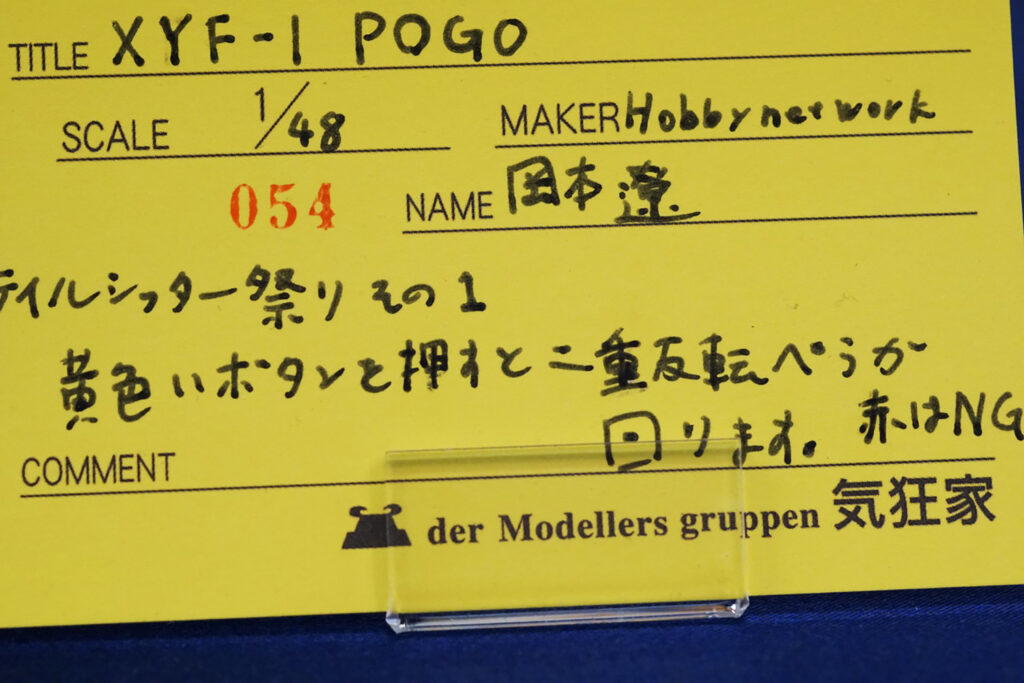 TITLE XYF-1 POGO
SCALE 1/48
MAKER Hobbynetwork
054
NAME 岡本 遼
テイルシッター祭り その1
黄色いボタンを押すと二重反転ペラが
回ります。赤はNG
COMMENT
der Modellers gruppen 気狂家